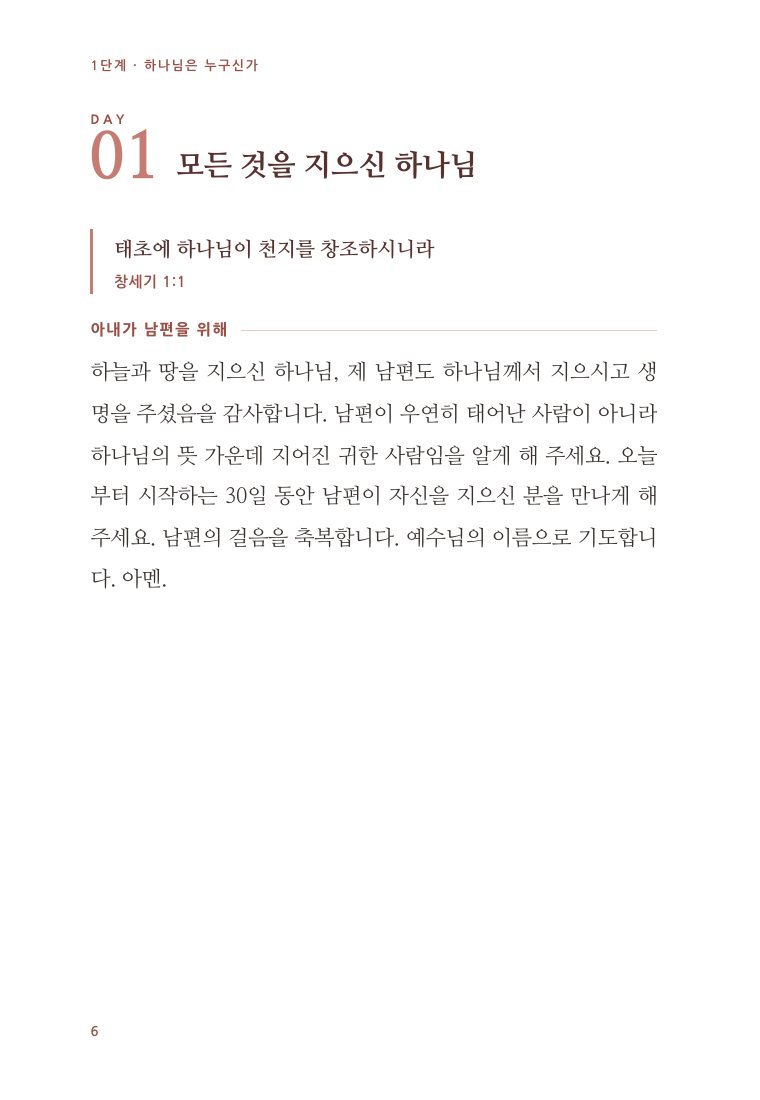 1단계 · 하나님은 누구신가
DAY
01 모든 것을 지으신 하나님
태초에 하나님이 천지를 창조하시니라
창세기 1:1
아내가 남편을 위해
하늘과 땅을 지으신 하나님, 제 남편도 하나님께서 지으시고 생
명을 주셨음을 감사합니다. 남편이 우연히 태어난 사람이 아니라
하나님의 뜻 가운데 지어진 귀한 사람임을 알게 해 주세요. 오늘
부터 시작하는 30일 동안 남편이 자신을 지으신 분을 만나게 해
주세요. 남편의 걸음을 축복합니다. 예수님의 이름으로 기도합니
다. 아멘.
6